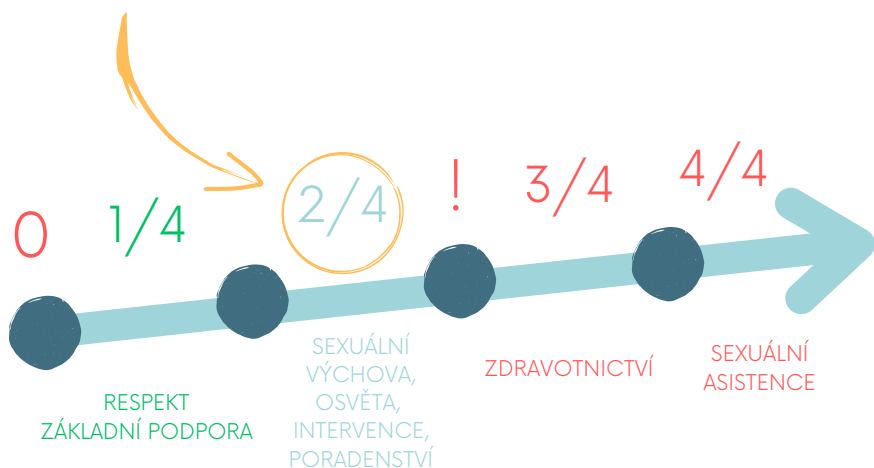 0
1/4
2/4
!
3/4
4/4
RESPEKT
ZÁKLADNÍ PODPORA
SEXUÁLNÍ
VÝCHOVA,
OSVĚTA,
INTERVENCE,
PORADENSTVÍ
ZDRAVOTNICTVÍ
SEXUÁLNÍ
ASISTENCE